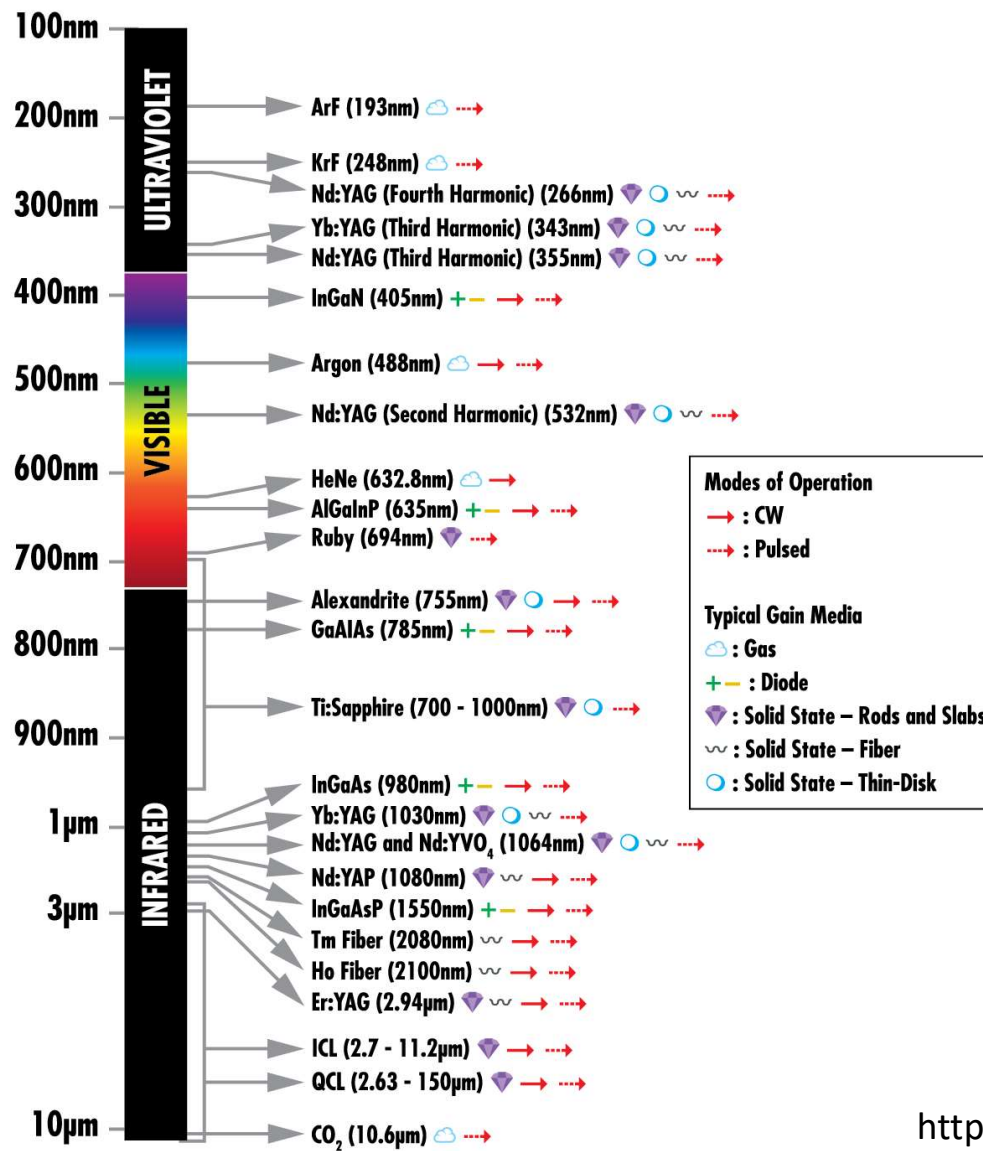 100nm
200nm
300nm
400nm
500nm
600nm
700nm
800nm
900nm
1μm
3μm
10μm
ULTRAVIOLET
VISIBLE
INFRARED
ArF (193nm)
KrF (248nm)
Nd:YAG (Fourth Harmonic) (266nm)
Yb:YAG (Third Harmonic) (343nm)
Nd:YAG (Third Harmonic) (355nm)
InGaN (405nm)
Argon (488nm)
Nd:YAG (Second Harmonic) (532nm)
HeNe (632.8nm)
AlGaInP (635nm)
Ruby (694nm)
Alexandrite (755nm)
GaAlAs (785nm)
Ti:Sapphire (700 - 1000nm)
InGaAs (980nm)
Yb:YAG (1030nm)
Nd:YAG and Nd:YVO₄ (1064nm)
Nd:YAP (1080nm)
InGaAsP (1550nm)
Tm Fiber (2080nm)
Ho Fiber (2100nm)
Er:YAG (2.94μm)
ICL (2.7 - 11.2μm)
QCL (2.63 - 150μm)
CO₂ (10.6μm)
Modes of Operation
: CW
: Pulsed
Typical Gain Media
: Gas
: Diode
: Solid State – Rods and Slabs
: Solid State – Fiber
: Solid State – Thin-Disk
http